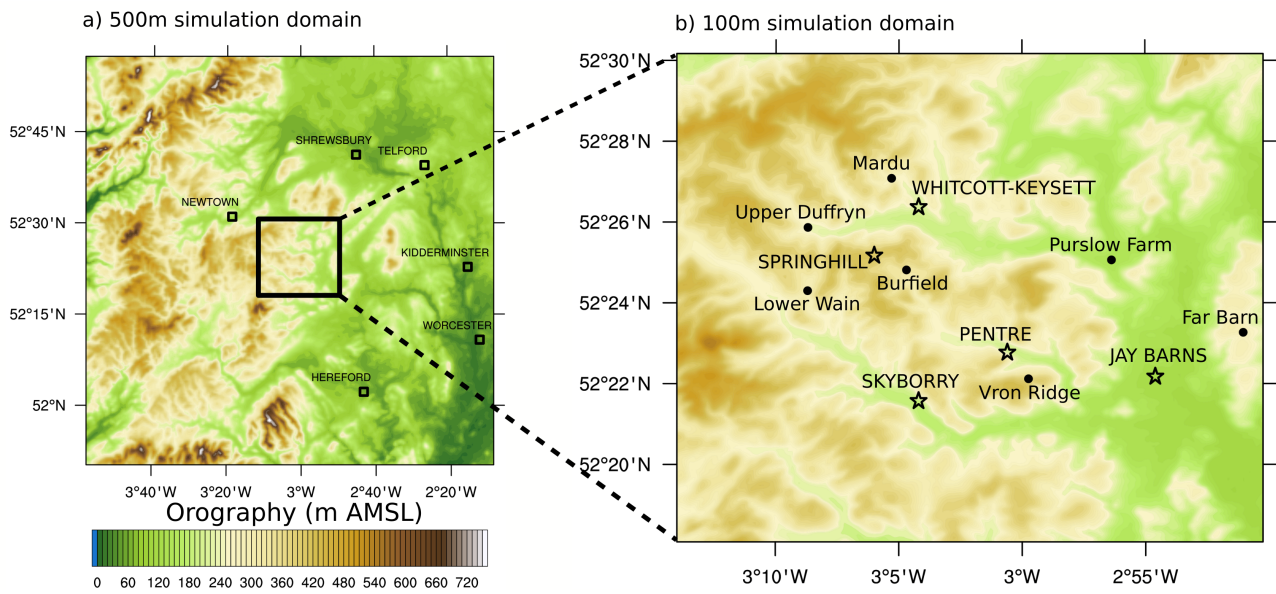 a) 500m simulation domain
b) 100m simulation domain
52°45'N
52°30'N
52°15'N
52°N
SHREWSBURY
TELFORD
NEWTOWN
KIDDERMINSTER
WORCESTER
HEREFORD
3°40'W 3°20'W 3°W 2°40'W 2°20'W
Orography (m AMSL)
0 60 120 180 240 300 360 420 480 540 600 660 720
52°30'N
52°28'N
52°26'N
52°24'N
52°22'N
52°20'N
Mardu
WHITCOTT-KEYSETT
Upper Duffryn
Purslow Farm
SPRINGHILL
Burfield
Lower Wain
Far Barn
PENTRE
JAY BARNS
SKYBORRY
Vron Ridge
3°10'W 3°5'W 3°W 2°55'W